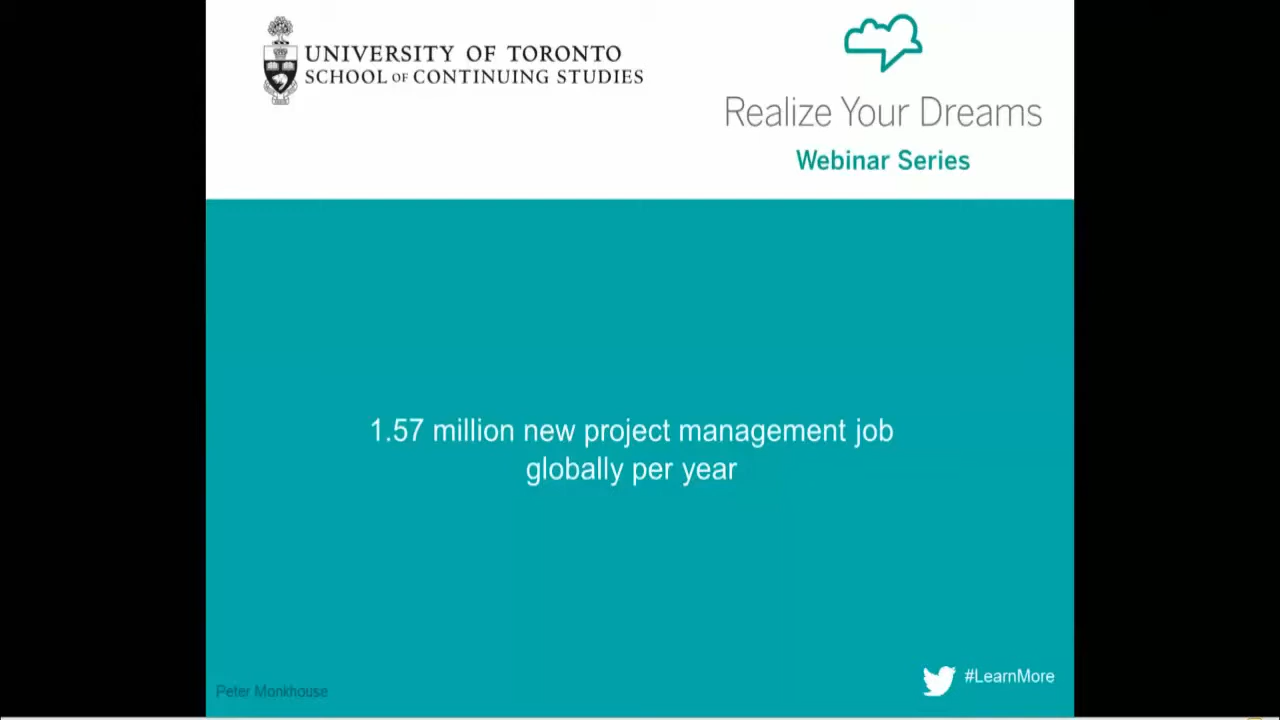 UNIVERSITY OF TORONTO
SCHOOL OF CONTINUING STUDIES
Realize Your Dreams
Webinar Series
1.57 million new project management job
globally per year
#LearnMore
Peter Monkhouse